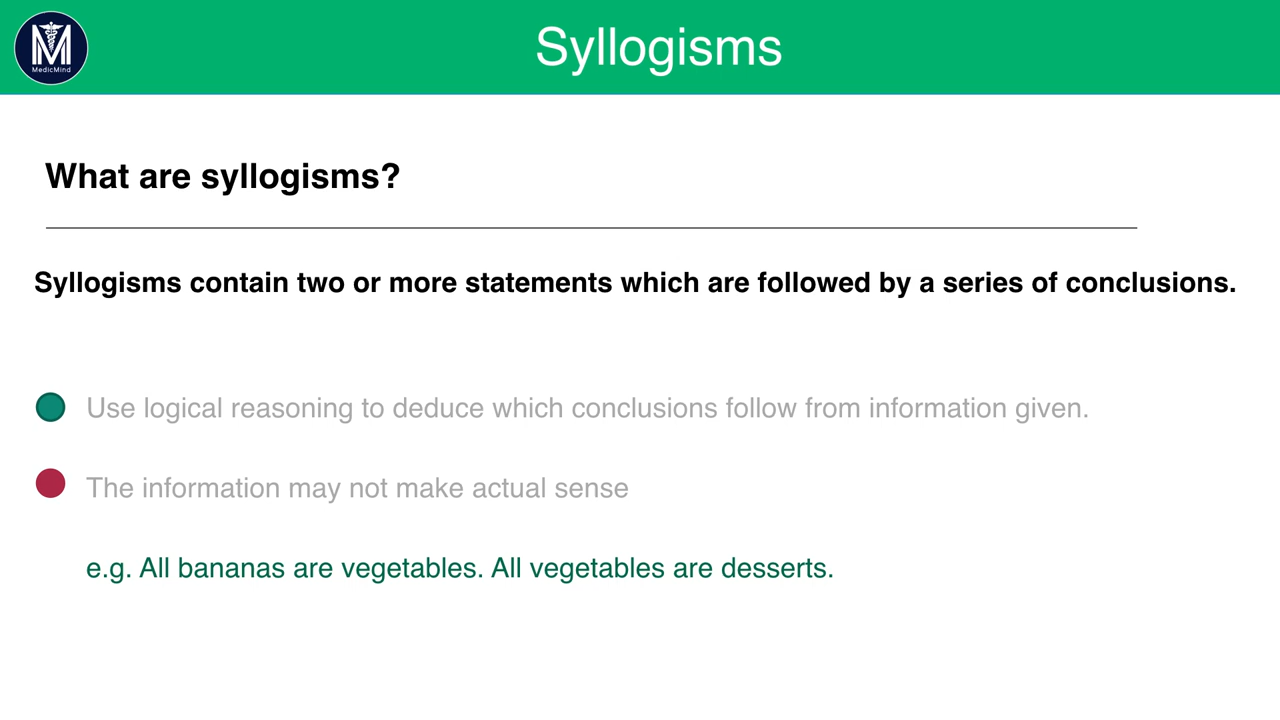 MedicMind
Syllogisms
What are syllogisms?
Syllogisms contain two or more statements which are followed by a series of conclusions.
Use logical reasoning to deduce which conclusions follow from information given.
The information may not make actual sense
e.g. All bananas are vegetables. All vegetables are desserts.